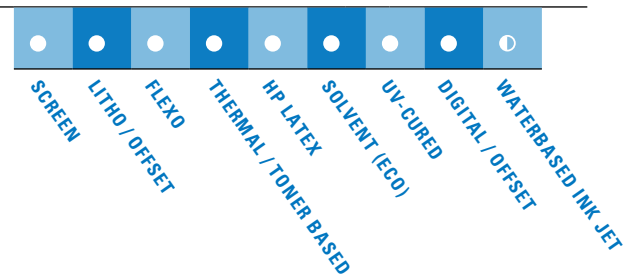 SCREEN
LITHO / OFFSET
FLEXO
THERMAL / TONER BASED
HP LATEX
SOLVENT (ECO)
UV-CURED
DIGITAL / OFFSET
WATERBASED INK JET